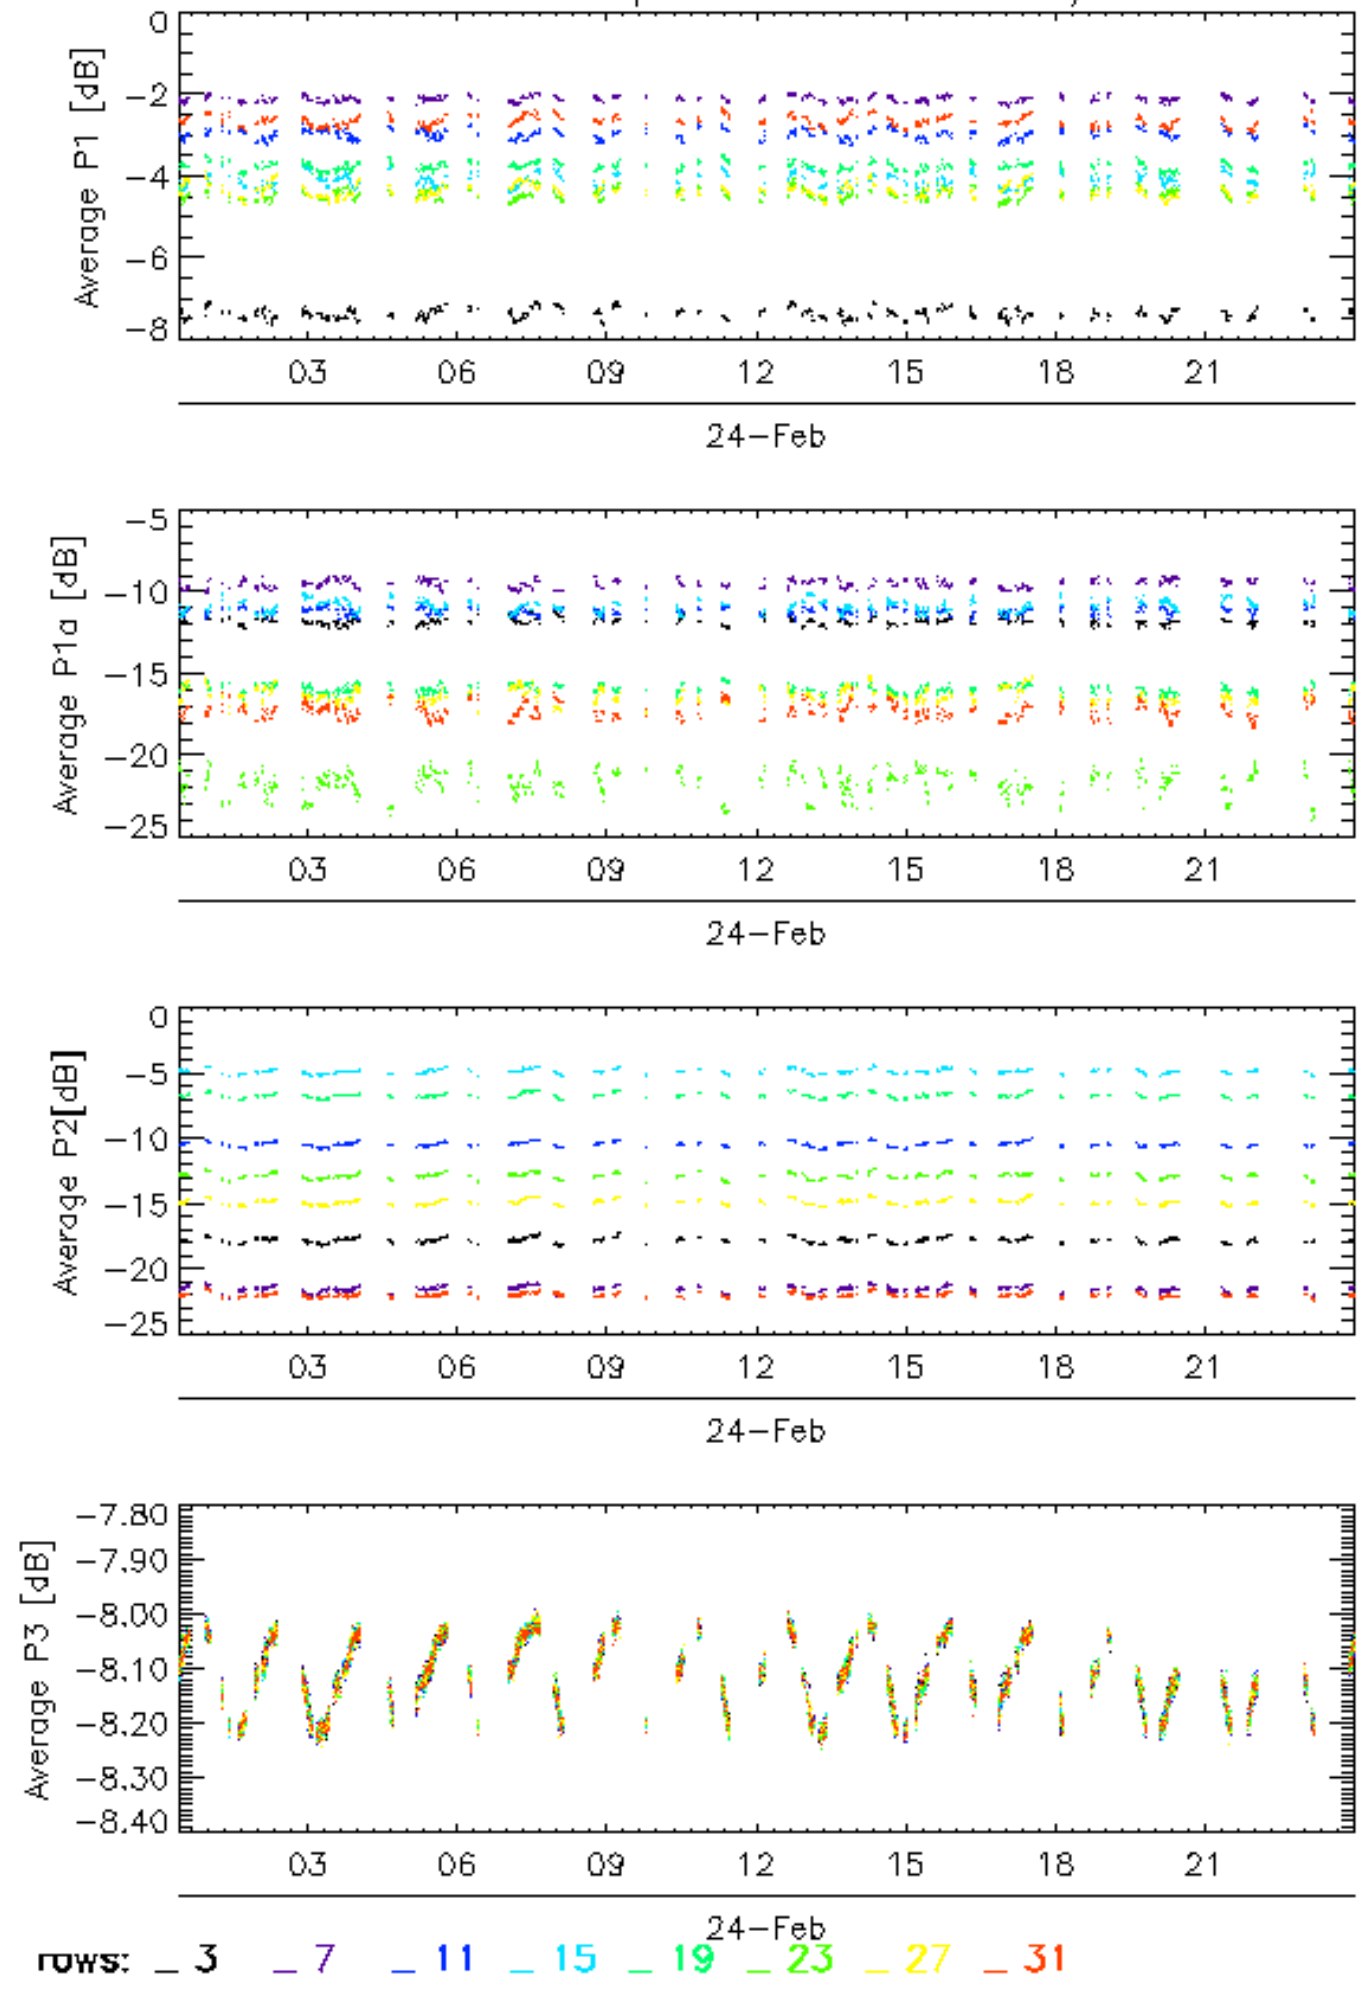 0
−2
−4
−6
−8
Average P1 [dB]
03 06 09 12 15 18 21
24−Feb
−5
−10
−15
−20
−25
Average P1a [dB]
03 06 09 12 15 18 21
24−Feb
0
−5
−10
−15
−20
−25
Average P2[dB]
03 06 09 12 15 18 21
24−Feb
−7.80
−7.90
−8.00
−8.10
−8.20
−8.30
−8.40
Average P3 [dB]
03 06 09 12 15 18 21
24−Feb
rows: _ 3 _ 7 _ 11 _ 15 _ 19 _ 23 _ 27 _ 31